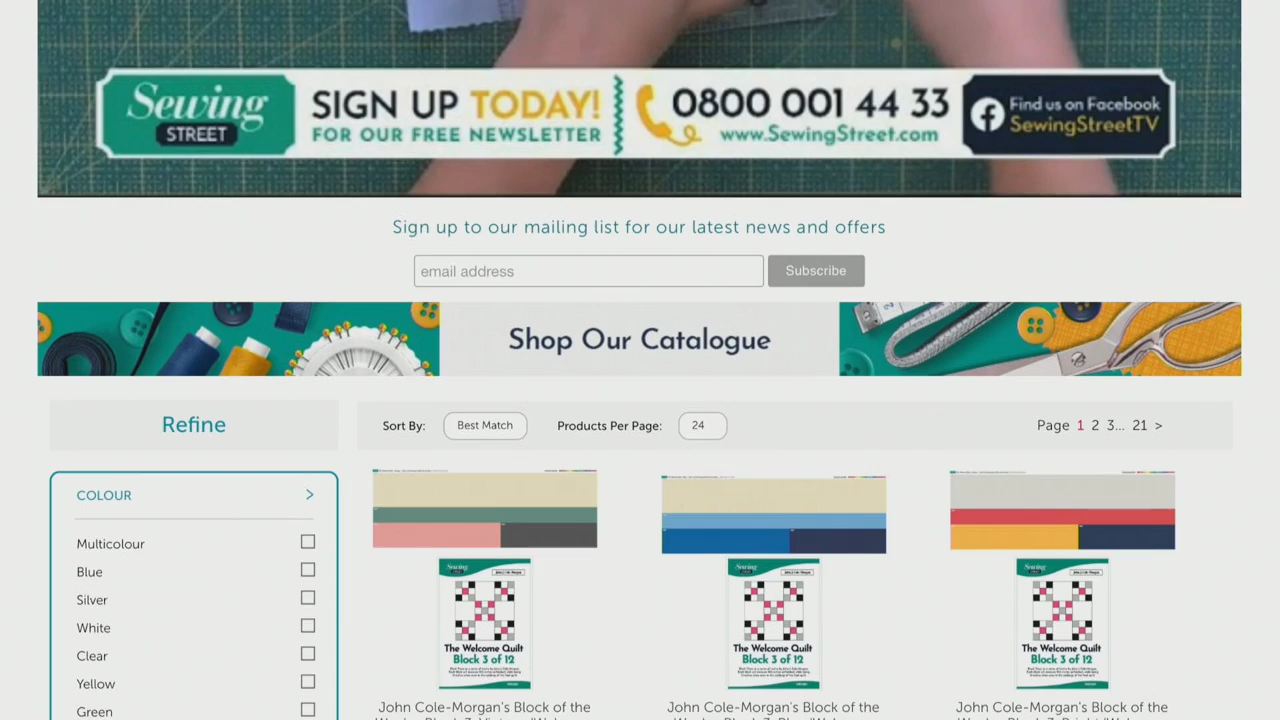 Sewing
STREET
SIGN UP TODAY!
FOR OUR FREE NEWSLETTER
0800 001 44 33
www.SewingStreet.com
Find us on Facebook
SewingStreetTV
Sign up to our mailing list for our latest news and offers
email address
Subscribe
Shop Our Catalogue
Refine
Sort By: Best Match Products Per Page: 24
Page 1 2 3... 21 >
COLOUR >
Multicolour
Blue
Silver
White
Clear
Yellow
Green
Sewing
The Welcome Quilt
Block 3 of 12
Sewing
The Welcome Quilt
Block 3 of 12
Sewing
The Welcome Quilt
Block 3 of 12
John Cole-Morgan's Block of the
John Cole-Morgan's Block of the
John Cole-Morgan's Block of the